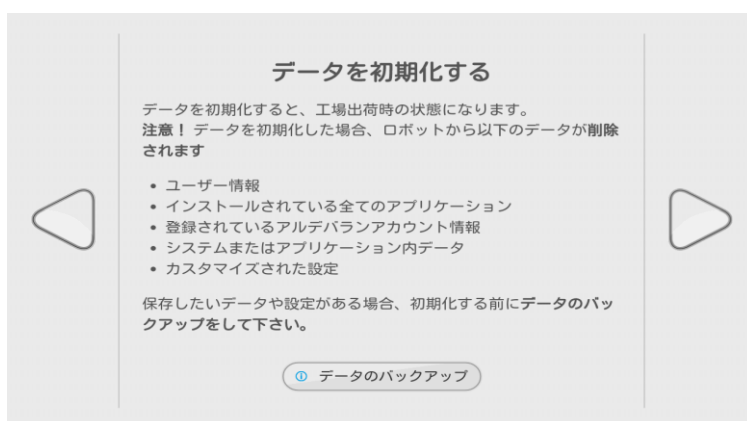 データを初期化する
データを初期化すると、工場出荷時の状態になります。
注意！ データを初期化した場合、ロボットから以下のデータが削除
されます
• ユーザー情報
• インストールされている全てのアプリケーション
• 登録されているアルデバランアカウント情報
• システムまたはアプリケーション内データ
• カスタマイズされた設定
保存したいデータや設定がある場合、初期化する前にデータのバッ
クアップをして下さい。
データのバックアップ